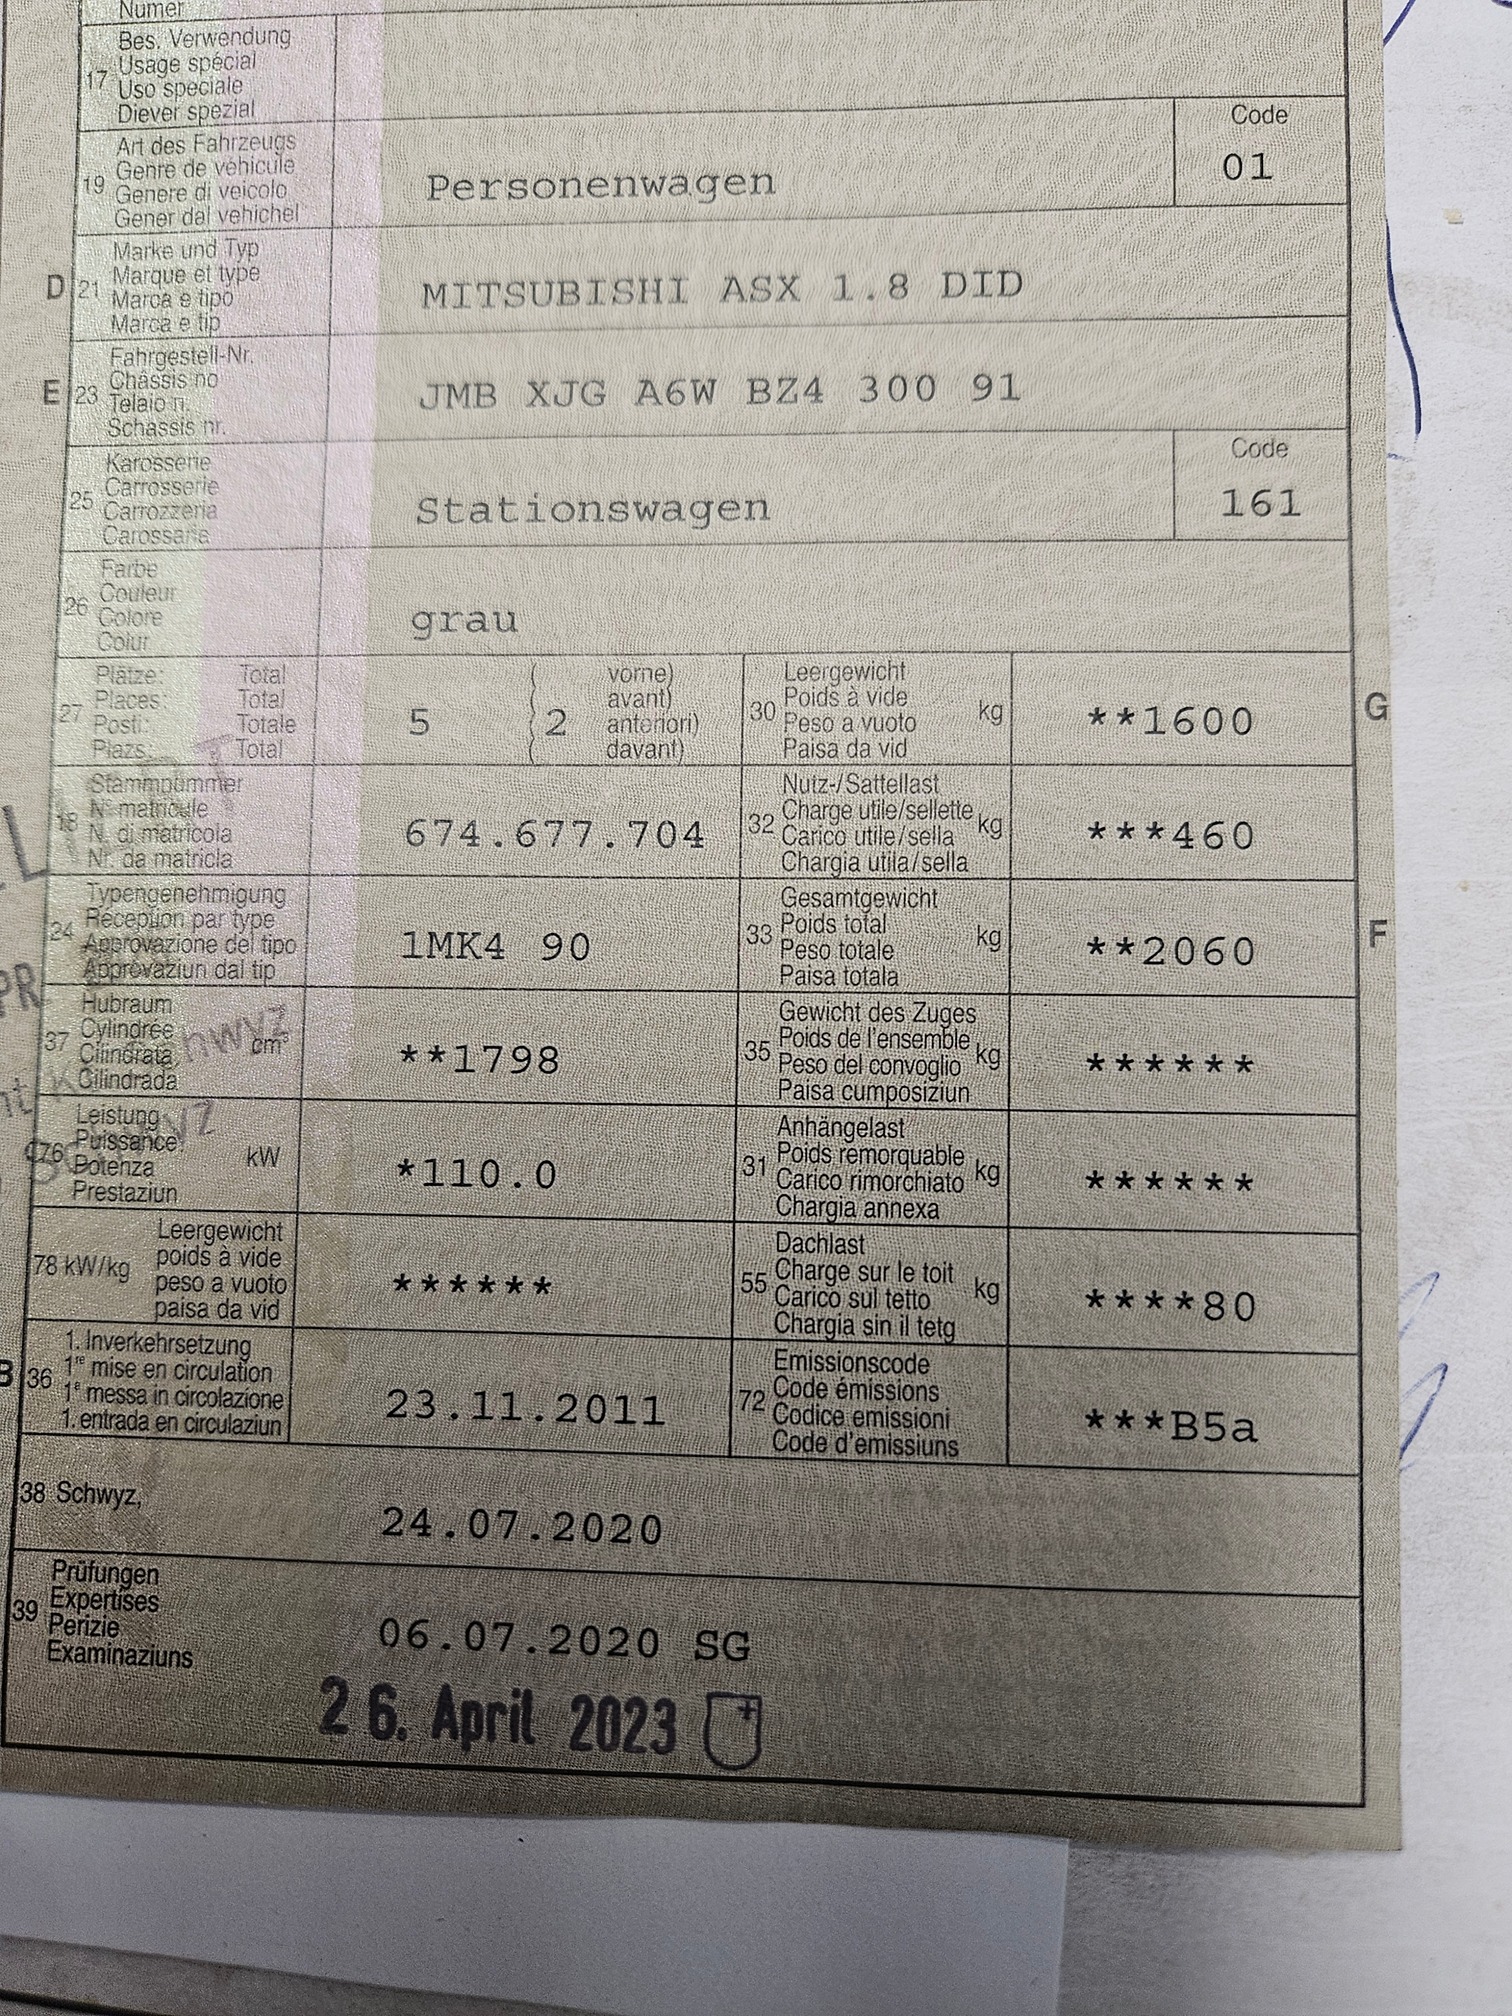 Numer
Bes. Verwendung
17 Usage spécial
Uso speciale
Diever spezial
Art des Fahrzeugs
19 Genre de véhicule
Genere di veicolo
Gener dal vehichel
Personenwagen
Code
01
D 21 Marke und Typ
Marque et type
Marca e tipo
Marca e tip
MITSUBISHI ASX 1.8 DID
E 23 Fahrgestell-Nr.
Châssis no
Telaio n.
Schassis nr.
JMB XJG A6W BZ4 300 91
25 Karosserie
Carrosserie
Carrozzeria
Carossaria
Stationswagen
Code
161
26 Farbe
Couleur
Colore
Colur
grau
27 Plätze: Total
Places: Total
Posti: Totale
Plazs: Total
5 ( 2 vorne)
avant)
anteriori)
davant)
30 Leergewicht
Poids à vide
Peso a vuoto
Paisa da vid
kg
**1600
G
18 Stammnummer
N° matricule
N. di matricola
Nr. da matricla
674.677.704
32 Nutz-/Sattellast
Charge utile/sellette
Carico utile/sella
Chargia utila/sella
kg
***460
24 Typengenehmigung
Réception par type
Approvazione del tipo
Approvaziun dal tip
1MK4 90
33 Gesamtgewicht
Poids total
Peso totale
Paisa totala
kg
**2060
F
37 Hubraum
Cylindrée
Cilindrata
Cilindrada
cm³
**1798
35 Gewicht des Zuges
Poids de l'ensemble
Peso del convoglio
Paisa cumposiziun
kg
******
76 Leistung
Puissance
Potenza
Prestaziun
kW
*110.0
31 Anhängelast
Poids remorquable
Carico rimorchiato
Chargia annexa
kg
******
78 kW/kg Leergewicht
poids à vide
peso a vuoto
paisa da vid
******
55 Dachlast
Charge sur le toit
Carico sul tetto
Chargia sin il tetg
kg
****80
B 36 1. Inverkehrsetzung
1re mise en circulation
1a messa in circolazione
1. entrada en circulaziun
23.11.2011
72 Emissionscode
Code émissions
Codice emissioni
Code d'emissiuns
***B5a
38 Schwyz,
24.07.2020
39 Prüfungen
Expertises
Perizie
Examinaziuns
06.07.2020 SG
26. April 2023